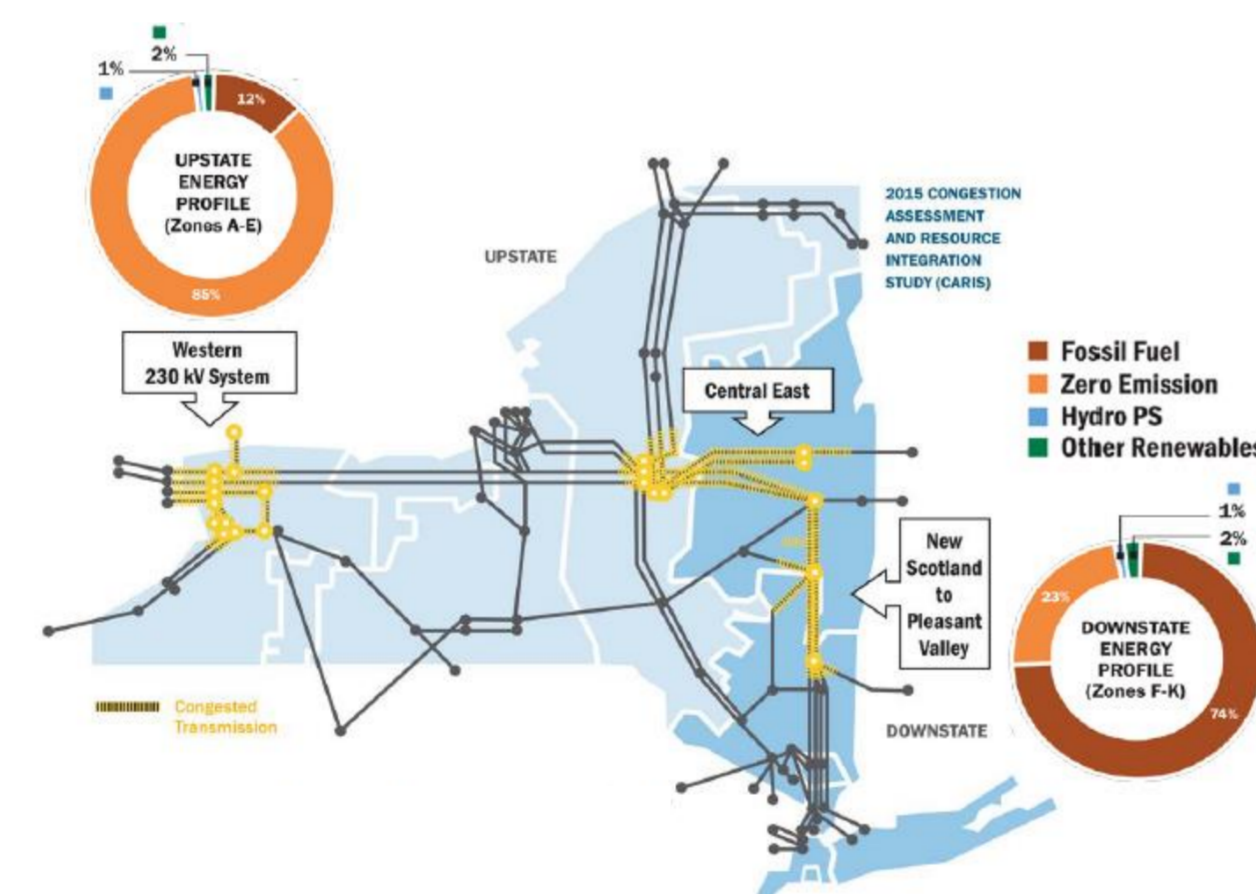 2%
1%
12%
UPSTATE
ENERGY
PROFILE
(Zones A-E)
85%
UPSTATE
2015 CONGESTION
ASSESSMENT
AND RESOURCE
INTEGRATION
STUDY (CARIS)
Western
230 kV System
Central East
Fossil Fuel
Zero Emission
Hydro PS
Other Renewables
New
Scotland
to
Pleasant
Valley
1%
2%
23%
DOWNSTATE
ENERGY
PROFILE
(Zones F-K)
74%
Congested
Transmission
DOWNSTATE